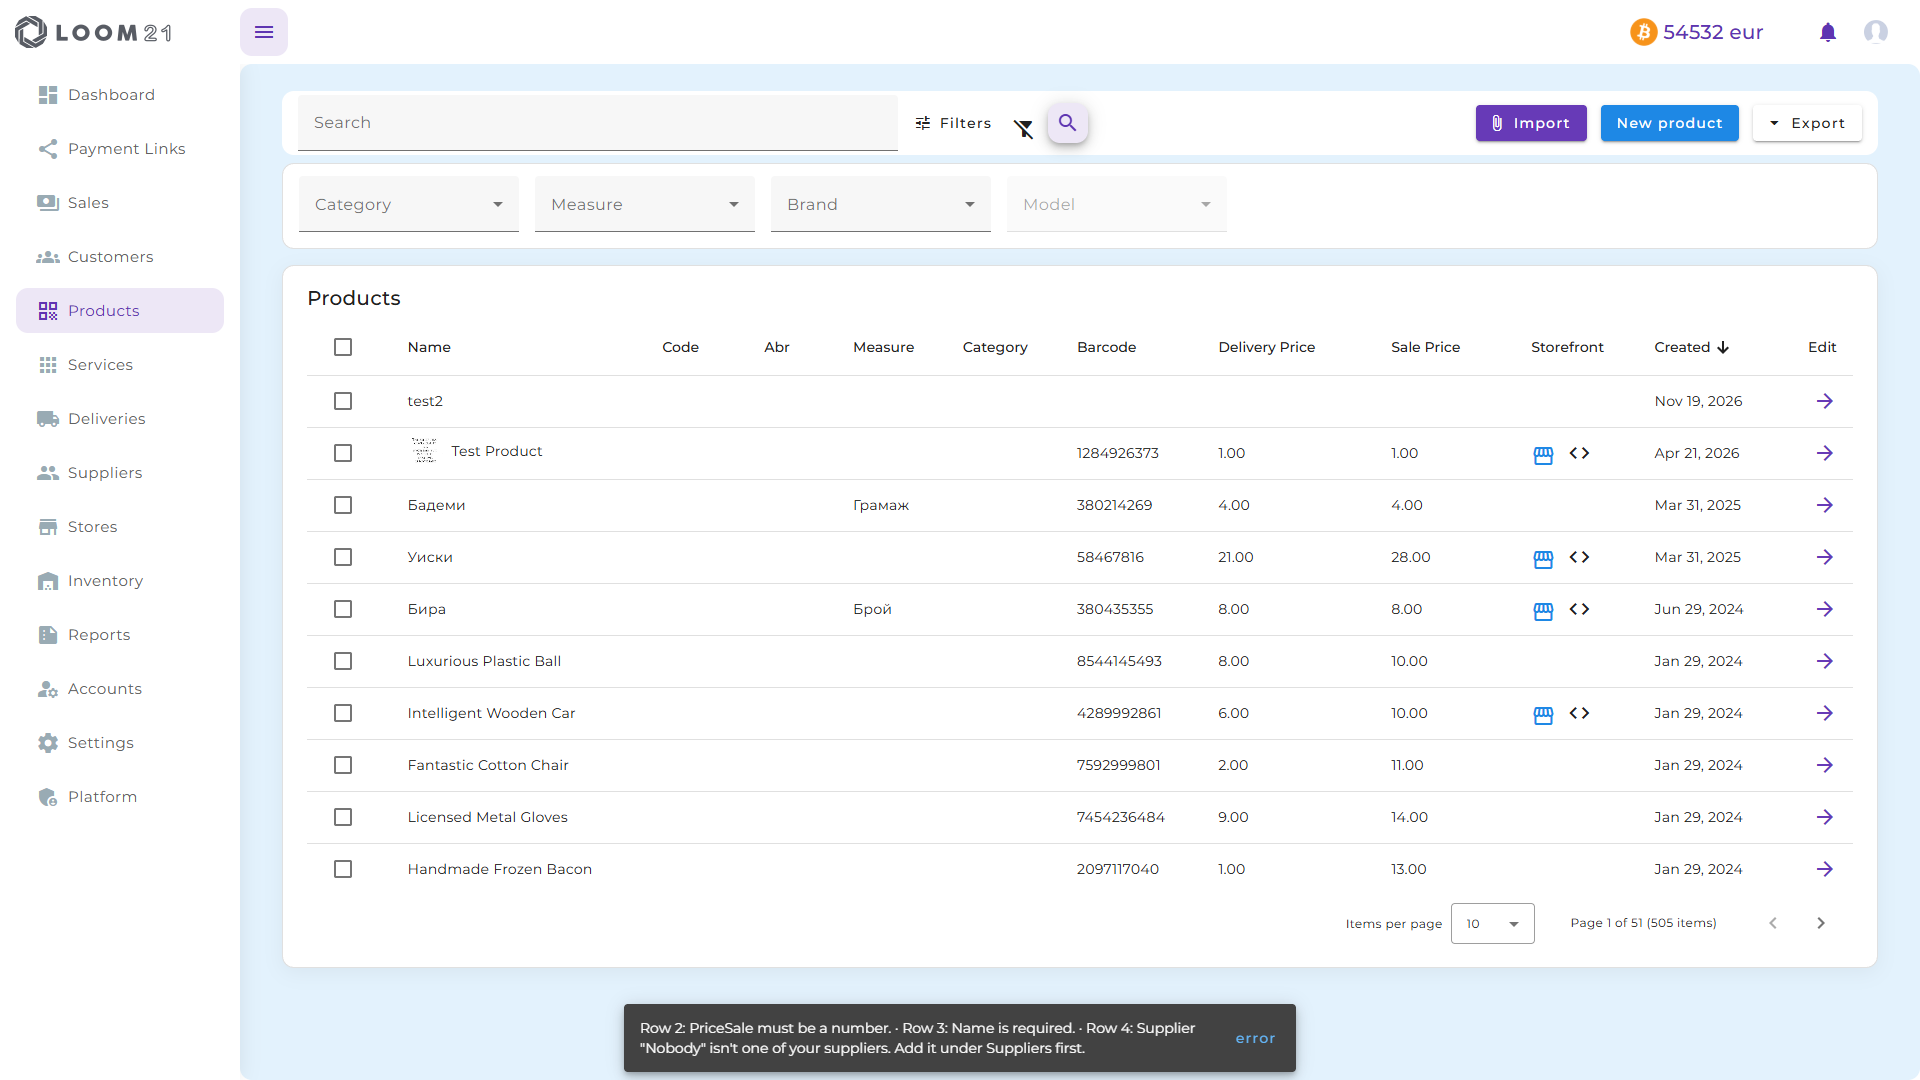 LOOM 21
54532 eur
Dashboard
Payment Links
Sales
Customers
Products
Services
Deliveries
Suppliers
Stores
Inventory
Reports
Accounts
Settings
Platform
Search
Filters
Import
New product
Export
Category
Measure
Brand
Model
Products
Name Code Abr Measure Category Barcode Delivery Price Sale Price Storefront Created Edit
test2 Nov 19, 2026
Test Product 1284926373 1.00 1.00 Apr 21, 2026
Бадеми Грамаж 380214269 4.00 4.00 Mar 31, 2025
Уиски 58467816 21.00 28.00 Mar 31, 2025
Бира Брой 380435355 8.00 8.00 Jun 29, 2024
Luxurious Plastic Ball 8544145493 8.00 10.00 Jan 29, 2024
Intelligent Wooden Car 4289992861 6.00 10.00 Jan 29, 2024
Fantastic Cotton Chair 7592999801 2.00 11.00 Jan 29, 2024
Licensed Metal Gloves 7454236484 9.00 14.00 Jan 29, 2024
Handmade Frozen Bacon 2097117040 1.00 13.00 Jan 29, 2024
Items per page 10 Page 1 of 51 (505 items)
Row 2: PriceSale must be a number. · Row 3: Name is required. · Row 4: Supplier
"Nobody" isn't one of your suppliers. Add it under Suppliers first.
error